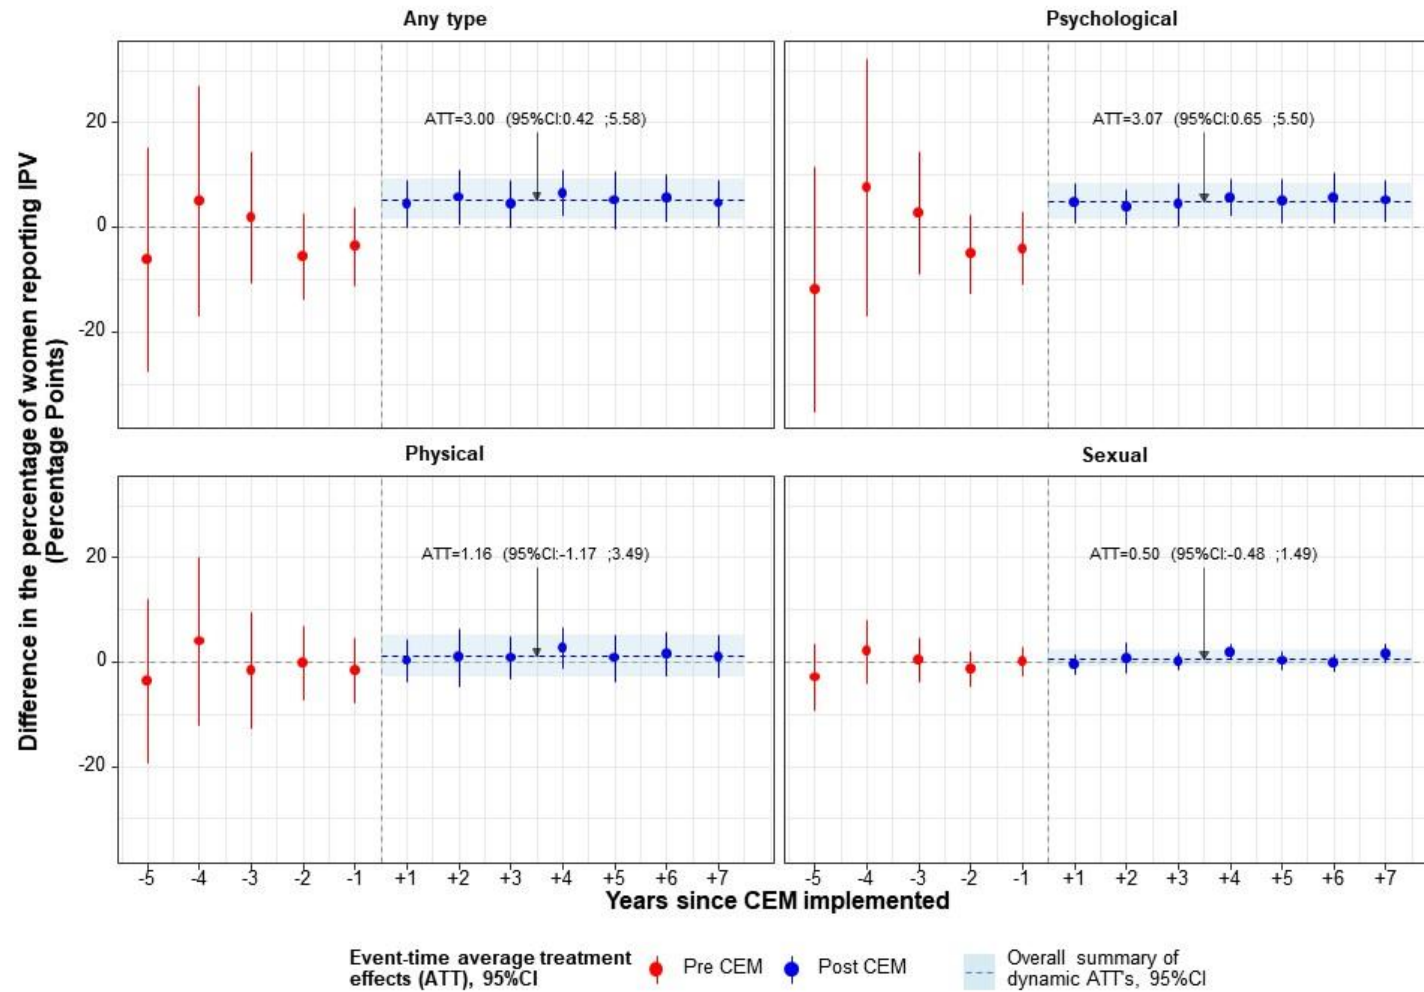 Any type
Psychological
20
0
-20
ATT=3.00 (95%CI:0.42 ;5.58)
ATT=3.07 (95%CI:0.65 ;5.50)
Difference in the percentage of women reporting IPV
(Percentage Points)
Physical
Sexual
20
0
-20
ATT=1.16 (95%CI:-1.17 ;3.49)
ATT=0.50 (95%CI:-0.48 ;1.49)
-5 -4 -3 -2 -1 +1 +2 +3 +4 +5 +6 +7
-5 -4 -3 -2 -1 +1 +2 +3 +4 +5 +6 +7
Years since CEM implemented
Event-time average treatment
effects (ATT), 95%CI
Pre CEM
Post CEM
Overall summary of
dynamic ATT's, 95%CI